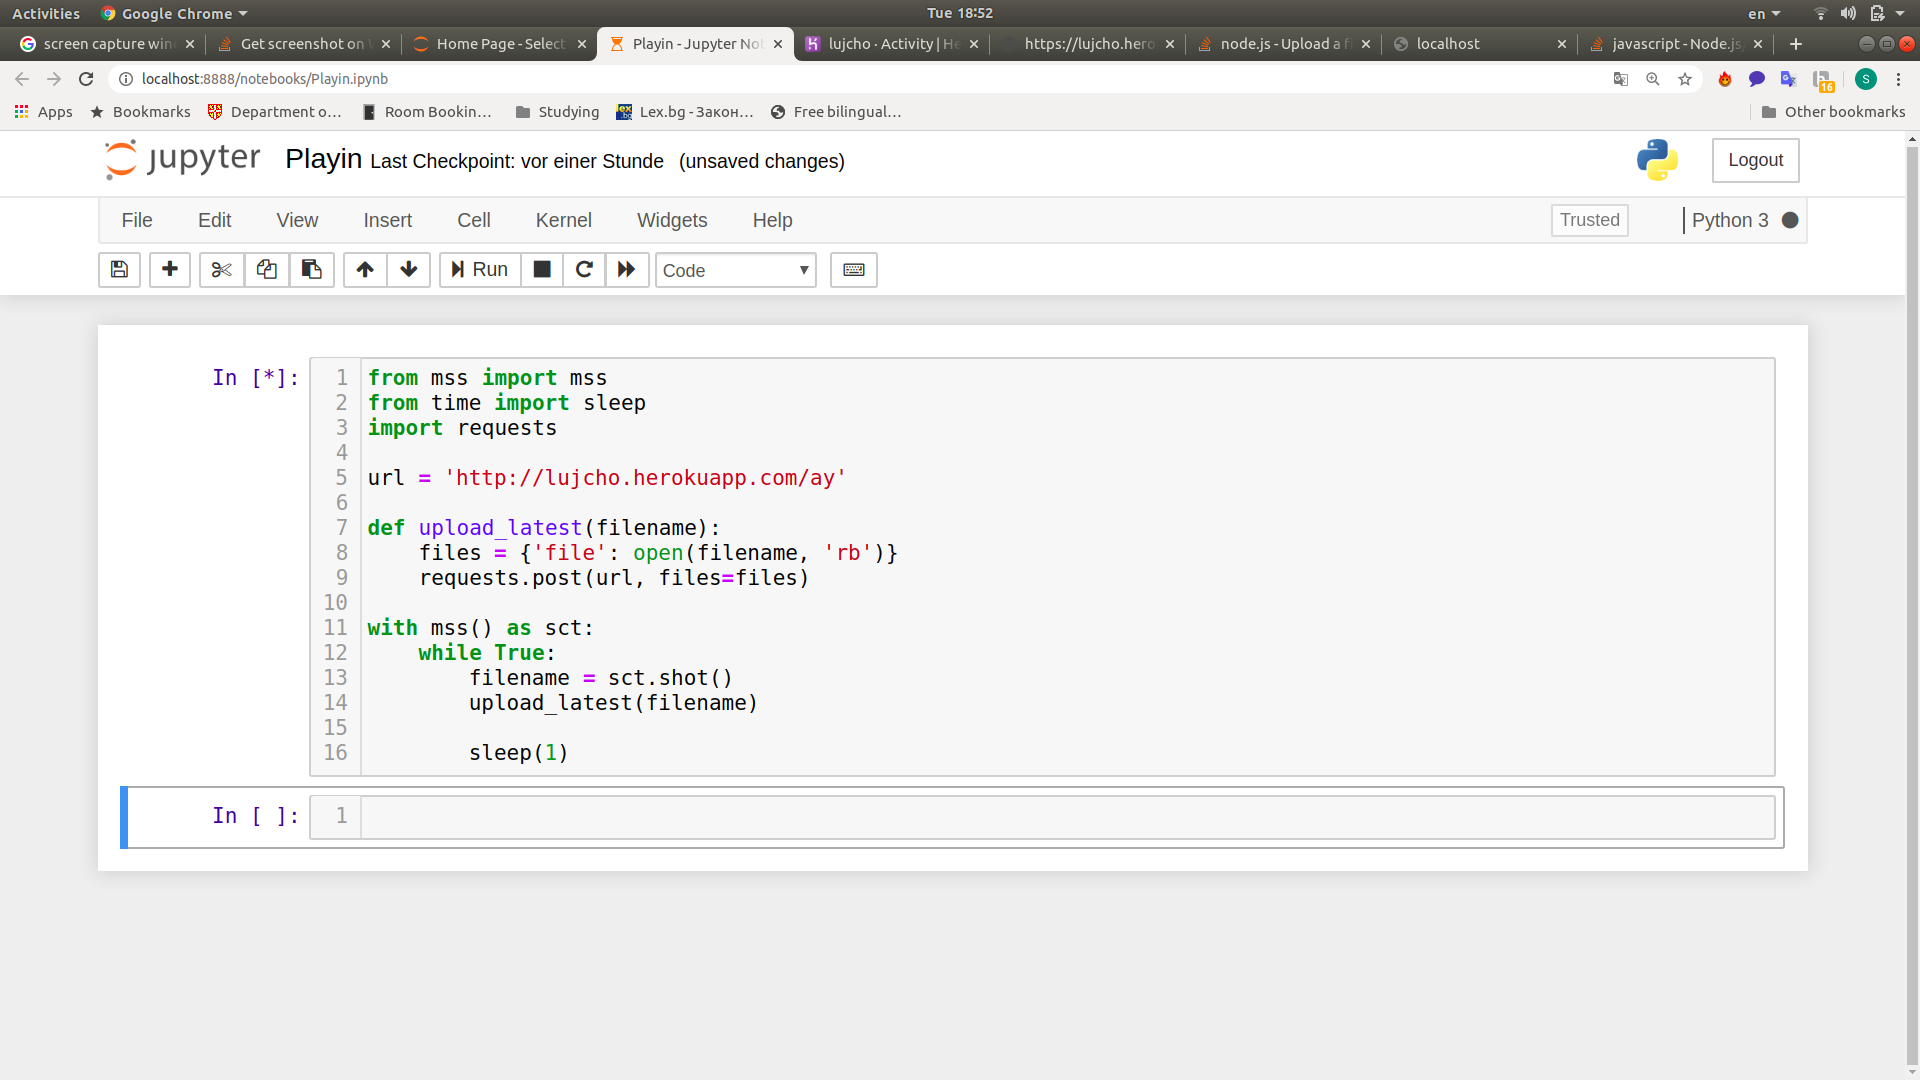 Activities Google Chrome Tue 18:52 en
screen capture win Get screenshot on Home Page - Select Playin - Jupyter Not lujcho · Activity | He https://lujcho.hero node.js - Upload a f localhost javascript - Node.js
localhost:8888/notebooks/Playin.ipynb 16 S
Apps Bookmarks Department o... Room Bookin... Studying Lex.bg - Закон... Free bilingual... Other bookmarks
jupyter Playin Last Checkpoint: vor einer Stunde (unsaved changes) Logout
File Edit View Insert Cell Kernel Widgets Help Trusted Python 3
Run Code
In [*]:
1 from mss import mss
2 from time import sleep
3 import requests
4
5 url = 'http://lujcho.herokuapp.com/ay'
6
7 def upload_latest(filename):
8     files = {'file': open(filename, 'rb')}
9     requests.post(url, files=files)
10
11 with mss() as sct:
12     while True:
13         filename = sct.shot()
14         upload_latest(filename)
15
16         sleep(1)
In [ ]: 1